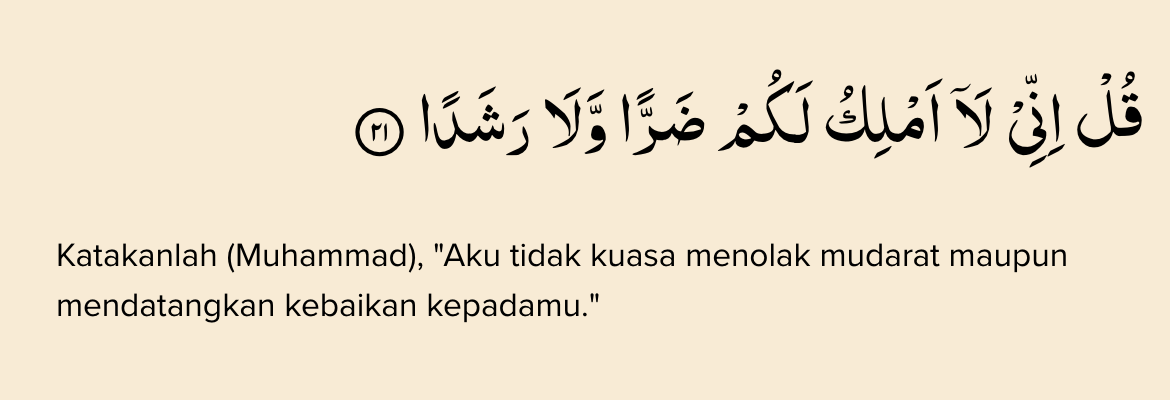 قُلْ اِنِّيْ لَآ اَمْلِكُ لَكُمْ ضَرًّا وَّلَا رَشَدًا ۝٢١
Katakanlah (Muhammad), "Aku tidak kuasa menolak mudarat maupun
mendatangkan kebaikan kepadamu."